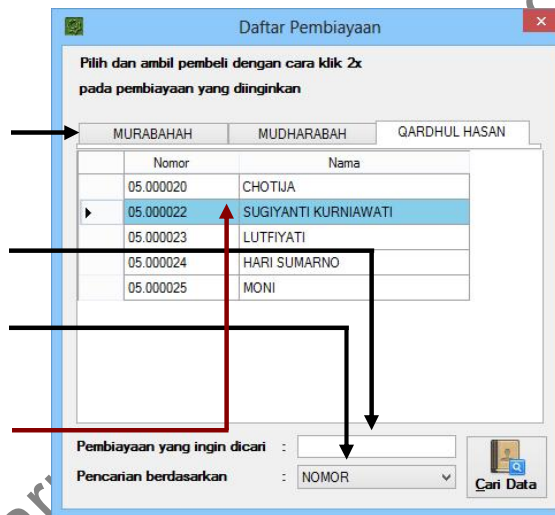 Daftar Pembiayaan
Pilih dan ambil pembeli dengan cara klik 2x
pada pembiayaan yang diinginkan
MURABAHAH MUDHARABAH QARDHUL HASAN
Nomor Nama
05.000020 CHOTIJA
05.000022 SUGIYANTI KURNIAWATI
05.000023 LUTFIYATI
05.000024 HARI SUMARNO
05.000025 MONI
Pembiayaan yang ingin dicari :
Pencarian berdasarkan : NOMOR
Cari Data